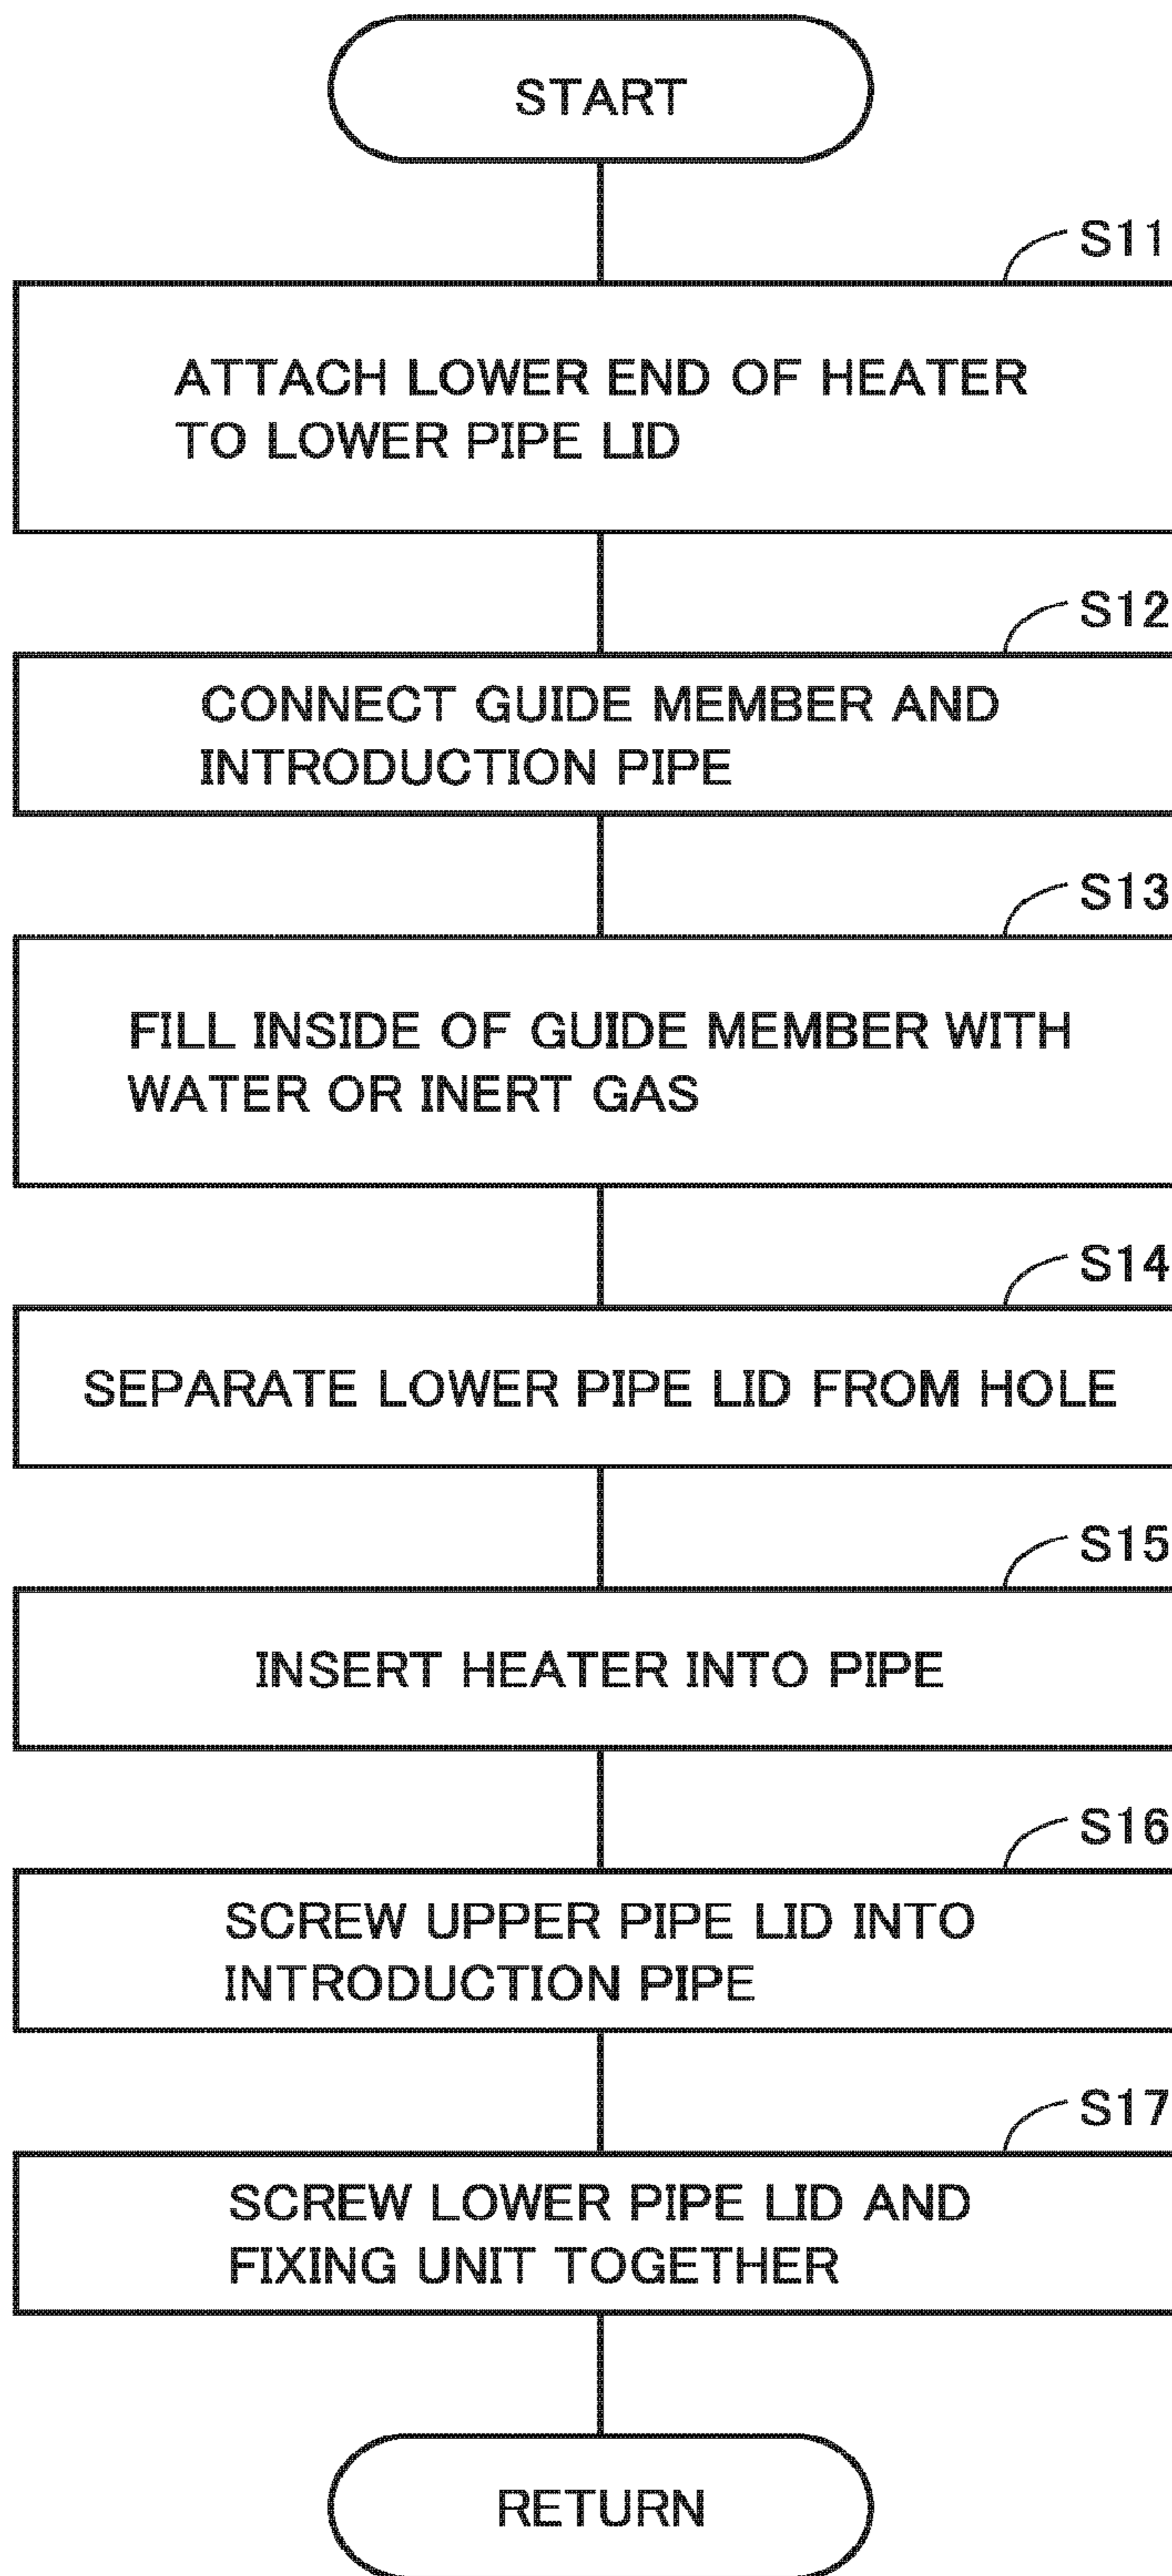 START
S11
ATTACH LOWER END OF HEATER
TO LOWER PIPE LID
S12
CONNECT GUIDE MEMBER AND
INTRODUCTION PIPE
S13
FILL INSIDE OF GUIDE MEMBER WITH
WATER OR INERT GAS
S14
SEPARATE LOWER PIPE LID FROM HOLE
S15
INSERT HEATER INTO PIPE
S16
SCREW UPPER PIPE LID INTO
INTRODUCTION PIPE
S17
SCREW LOWER PIPE LID AND
FIXING UNIT TOGETHER
RETURN